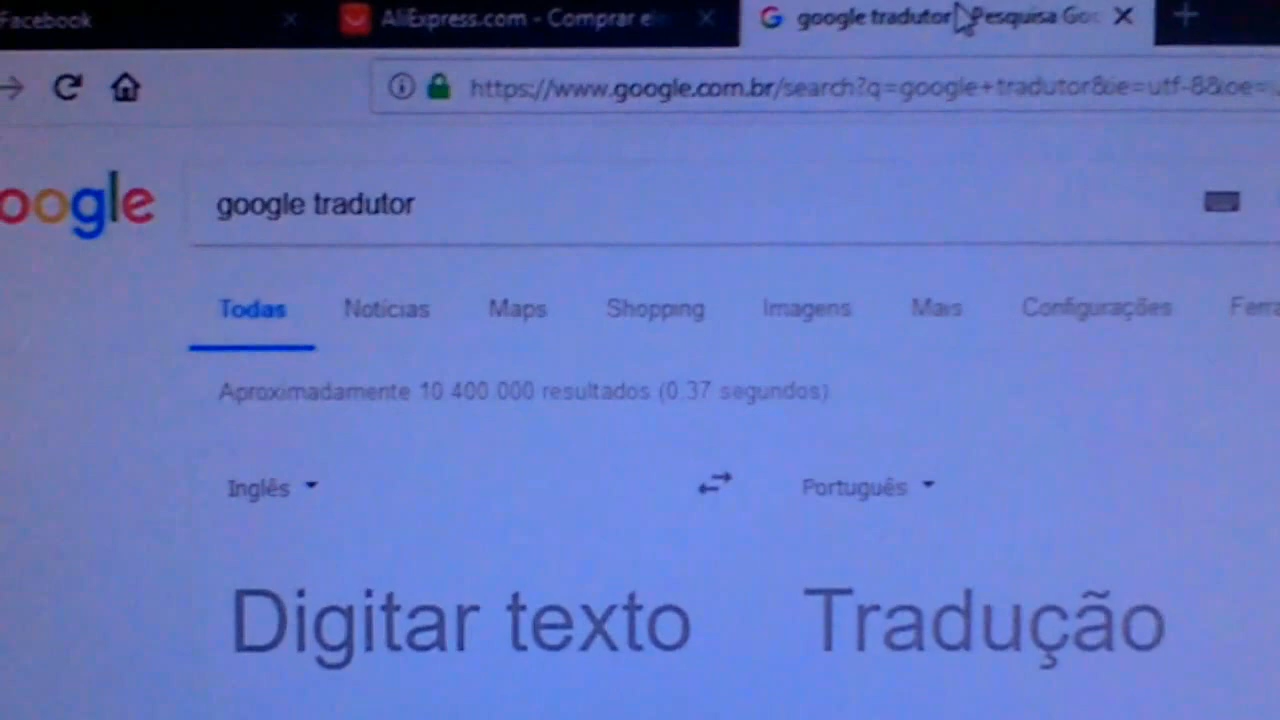 Facebook
AliExpress.com - Comprar e
google tradutor Pesquisa Goo
https://www.google.com.br/search?q=google+tradutor&ie=utf-8&oe=
oogle
google tradutor
Todas Notícias Maps Shopping Imagens Mais Configurações Ferra
Aproximadamente 10.400.000 resultados (0,37 segundos)
Inglês Português
Digitar texto Tradução